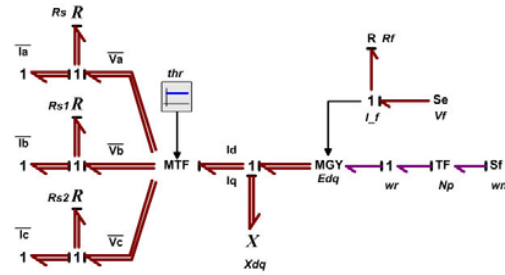 Rs R
Ia Va
1 1
thr
R Rf
1 Se
I_f Vf
Rs1 R
Ib Vb
1 1 MTF
Id
Iq
1 MGY 1 TF Sf
Edq wr Np wm
X
Xdq
Rs2 R
Ic Vc
1 1